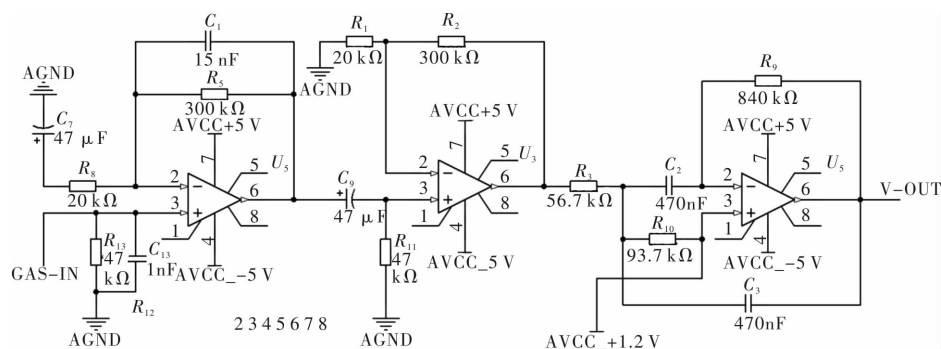 AGND
C7
47 μF
R8
20 kΩ
C1
15 nF
R5
300 kΩ
AVCC+5 V
7
2
3
1
4
5
6
8
U5
AVCC_-5 V
GAS-IN
R13
47
kΩ
C13
1nF
R12
AGND
2 3 4 5 6 7 8
C9
47 μF
R11
47
kΩ
AGND
R1
20 kΩ
AGND
R2
300 kΩ
AVCC+5 V
7
2
3
1
4
5
6
8
U3
AVCC_5 V
R3
56.7 kΩ
C2
470nF
R10
93.7 kΩ
R9
840 kΩ
AVCC+5 V
7
2
3
1
4
5
6
8
U5
V-OUT
AVCC_-5 V
C3
470nF
AVCC +1.2 V